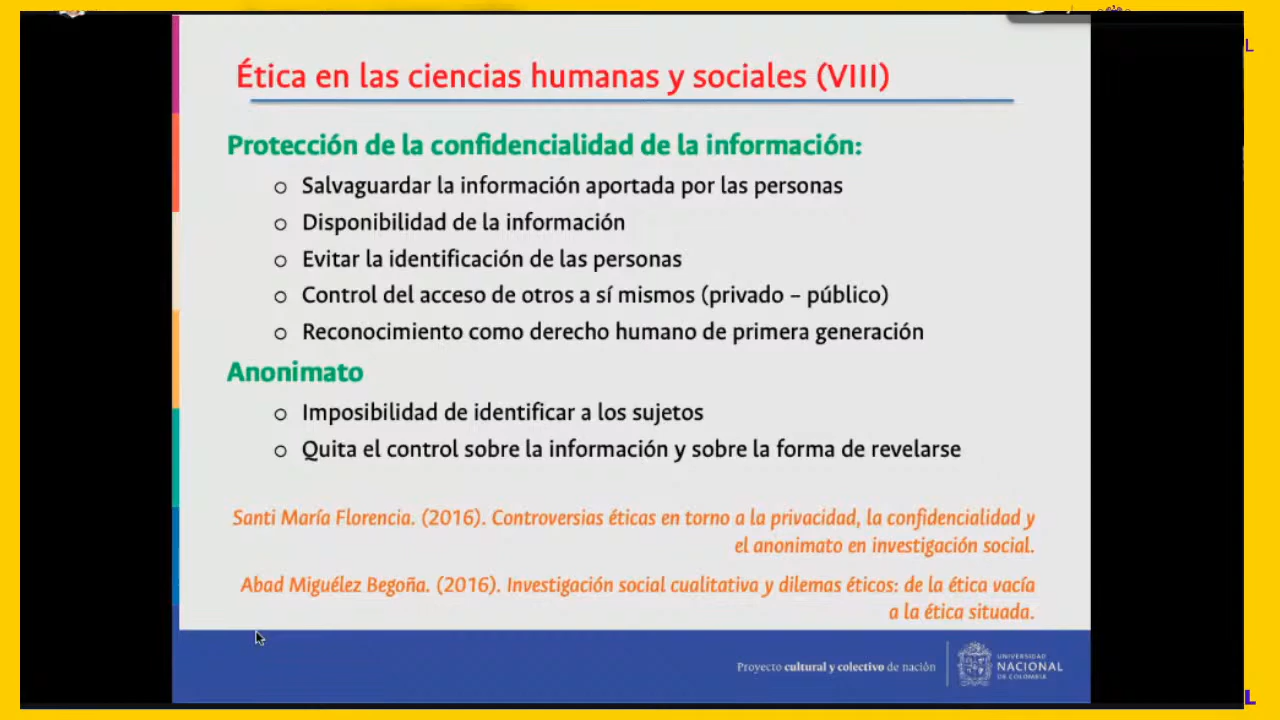 L
Ética en las ciencias humanas y sociales (VIII)
Protección de la confidencialidad de la información:
o Salvaguardar la información aportada por las personas
o Disponibilidad de la información
o Evitar la identificación de las personas
o Control del acceso de otros a sí mismos (privado – público)
o Reconocimiento como derecho humano de primera generación
Anonimato
o Imposibilidad de identificar a los sujetos
o Quita el control sobre la información y sobre la forma de revelarse
Santi María Florencia. (2016). Controversias éticas en torno a la privacidad, la confidencialidad y
el anonimato en investigación social.
Abad Miguélez Begoña. (2016). Investigación social cualitativa y dilemas éticos: de la ética vacía
a la ética situada.
Proyecto cultural y colectivo de nación
UNIVERSIDAD
NACIONAL
DE COLOMBIA
L